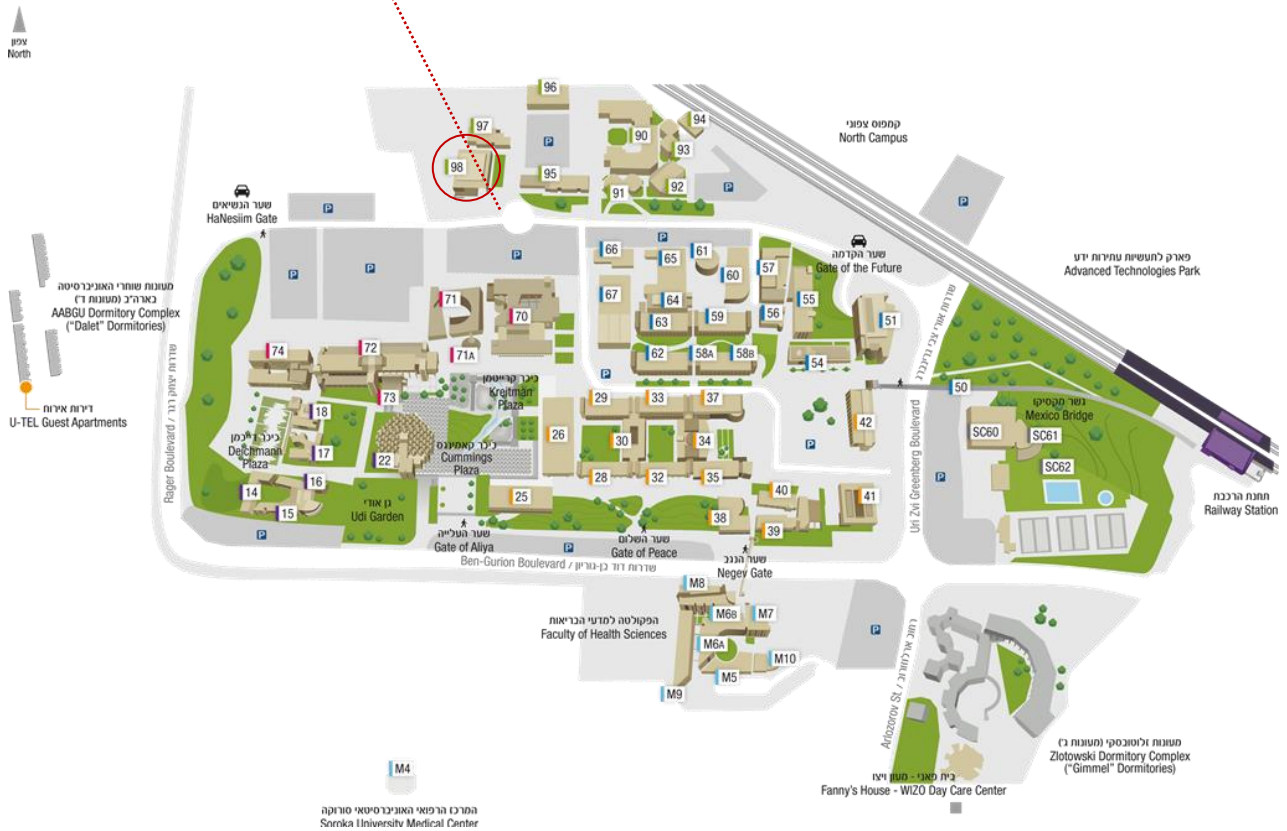 צפון
North
96
97
98
P
95
90
94
93
92
91
P
קמפוס צפוני
North Campus
P
שער הנשיאים
HaNesiim Gate
P
P
P
P
P
שער הקדמה
Gate of the Future
פארק לתעשיות עתירות ידע
Advanced Technologies Park
מעונות שוחרי האוניברסיטה
בארה"ב (מעונות ד')
AABGU Dormitory Complex
("Dalet" Dormitories)
דירות אירוח
U-TEL Guest Apartments
שדרות יצחק רגר / Rager Boulevard
66
65
61
60
57
55
51
67
64
63
59
56
62
58A
58B
54
P
71
70
71A
72
74
73
כיכר קרייטמן
Kreitman
Plaza
18
17
כיכר דייכמן
Deichmann
Plaza
22
כיכר קאמינגס
Cummings
Plaza
14
16
15
גן אודי
Udi Garden
P
29
33
37
26
30
34
28
32
35
25
38
40
39
41
42
P
שדרות אורי צבי גרינברג
Uri Zvi Greenberg Boulevard
50
גשר מקסיקו
Mexico Bridge
SC60
SC61
SC62
P
תחנת הרכבת
Railway Station
שער העלייה
Gate of Aliya
P
שער השלום
Gate of Peace
שער הנגב
Negev Gate
Ben-Gurion Boulevard / שדרות דוד בן-גוריון
הפקולטה למדעי הבריאות
Faculty of Health Sciences
M8
M6B
M7
M6A
M10
M5
M9
P
רחוב ארלוזורוב / Arlozorov St.
מעונות זלוטובסקי (מעונות ג')
Zlotowski Dormitory Complex
("Gimmel" Dormitories)
בית פאני - מעון ויצו
Fanny's House - WIZO Day Care Center
M4
המרכז הרפואי האוניברסיטאי סורוקה
Soroka University Medical Center